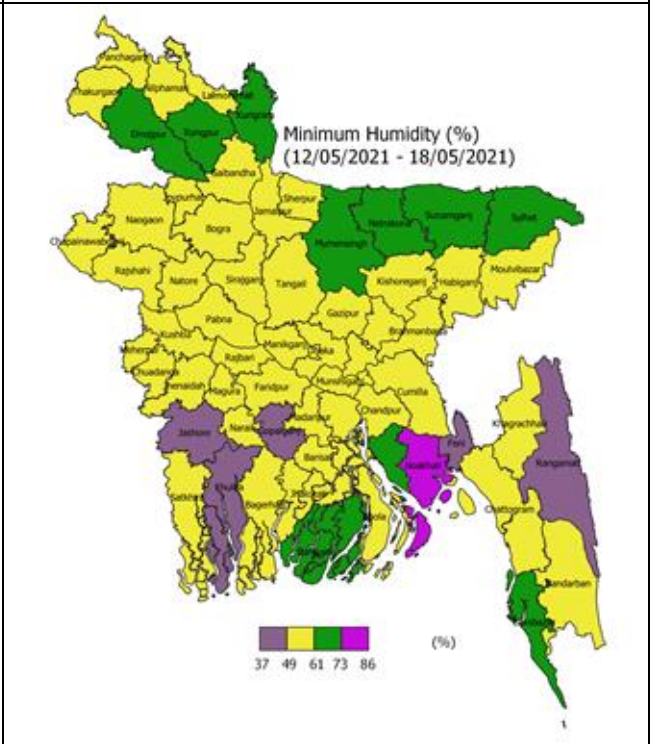 Panchagarh
Thakurgaon
Nilphamari
Lalmonirhat
Kurigram
Dinajpur
Rangpur
Minimum Humidity (%)
(12/05/2021 - 18/05/2021)
Gaibandha
Sherpur
Joypurhat
Jamalpur
Naogaon
Bogra
Mymensingh
Netrakona
Sunamganj
Sylhet
Chapainawabganj
Rajshahi
Natore
Sirajganj
Tangail
Kishoreganj
Habiganj
Moulvibazar
Pabna
Gazipur
Brahmanbaria
Kushtia
Meherpur
Manikganj
Dhaka
Rajbari
Chuadanga
Jhenaidah
Magura
Faridpur
Munshiganj
Cumilla
Madaripur
Chandpur
Khagrachhari
Jashore
Narail
Gopalganj
Noakhali
Feni
Rangamati
Barisal
Satkhira
Khulna
Bagerhat
Bhola
Chattogram
Bandarban
(%)
37 49 61 73 86